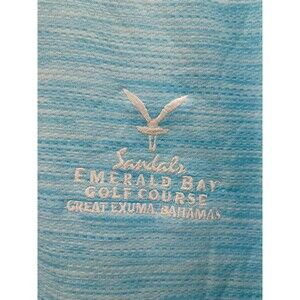 Sandals
EMERALD BAY
GOLF COURSE
GREAT EXUMA, BAHAMAS